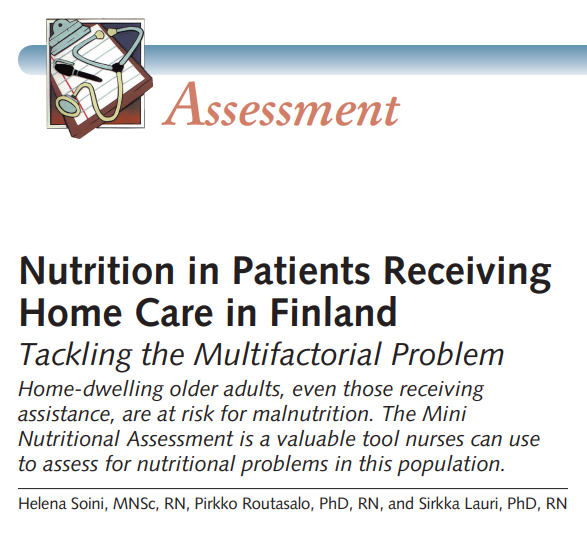 Assessment
Nutrition in Patients Receiving
Home Care in Finland
Tackling the Multifactorial Problem
Home-dwelling older adults, even those receiving
assistance, are at risk for malnutrition. The Mini
Nutritional Assessment is a valuable tool nurses can use
to assess for nutritional problems in this population.
Helena Soini, MNSc, RN, Pirkko Routasalo, PhD, RN, and Sirkka Lauri, PhD, RN